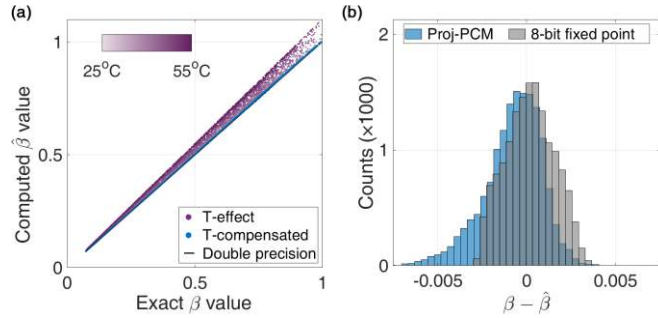 (a)
1
25°C
55°C
0.5
Computed β̂ value
T-effect
T-compensated
Double precision
0
0
0.5
1
Exact β value
(b)
2
Proj-PCM
8-bit fixed point
Counts (×1000)
1
0
-0.005
0
0.005
β − β̂